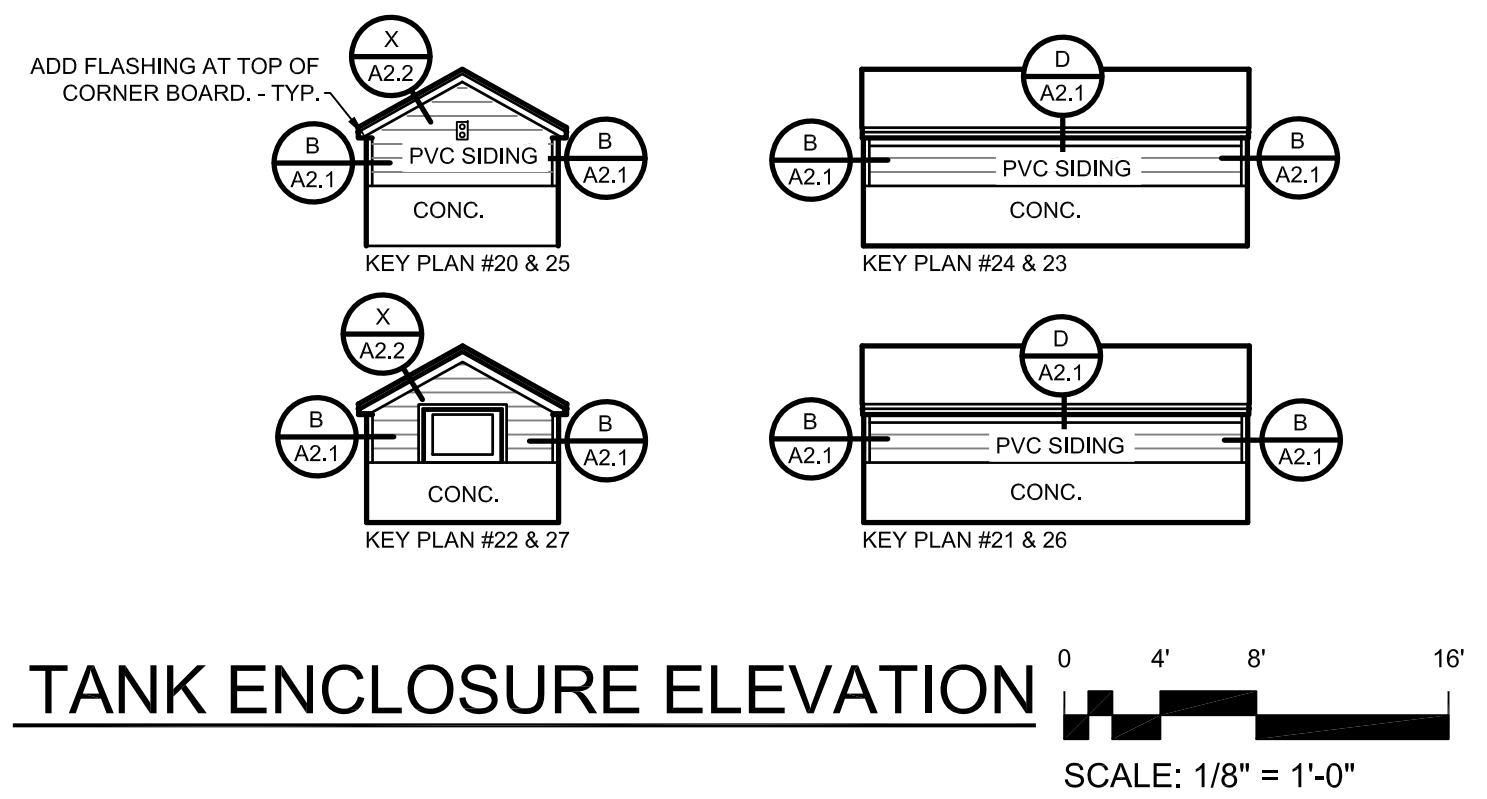 ADD FLASHING AT TOP OF
CORNER BOARD. - TYP.
X
A2.2
B
A2.1
PVC SIDING
B
A2.1
CONC.
KEY PLAN #20 & 25
D
A2.1
B
A2.1
PVC SIDING
B
A2.1
CONC.
KEY PLAN #24 & 23
X
A2.2
B
A2.1
B
A2.1
CONC.
KEY PLAN #22 & 27
D
A2.1
B
A2.1
PVC SIDING
B
A2.1
CONC.
KEY PLAN #21 & 26
TANK ENCLOSURE ELEVATION
0 4' 8' 16'
SCALE: 1/8" = 1'-0"